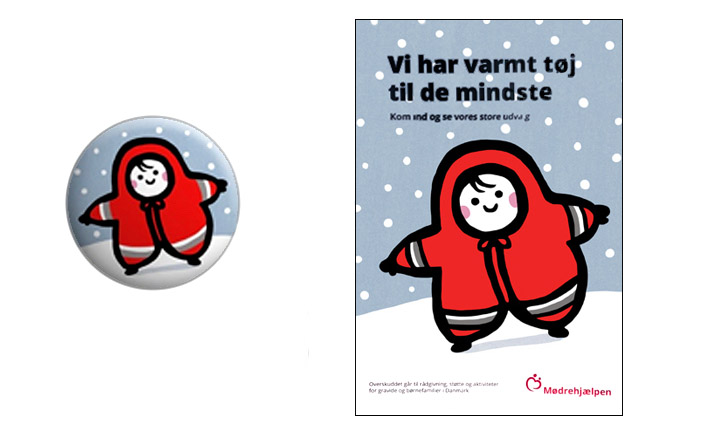 Vi har varmt tøj
til de mindste
Kom ind og se vores store udvalg
Overskuddet går til rådgivning, støtte og aktiviteter
for gravide og børnefamilier i Danmark
Mødrehjælpen